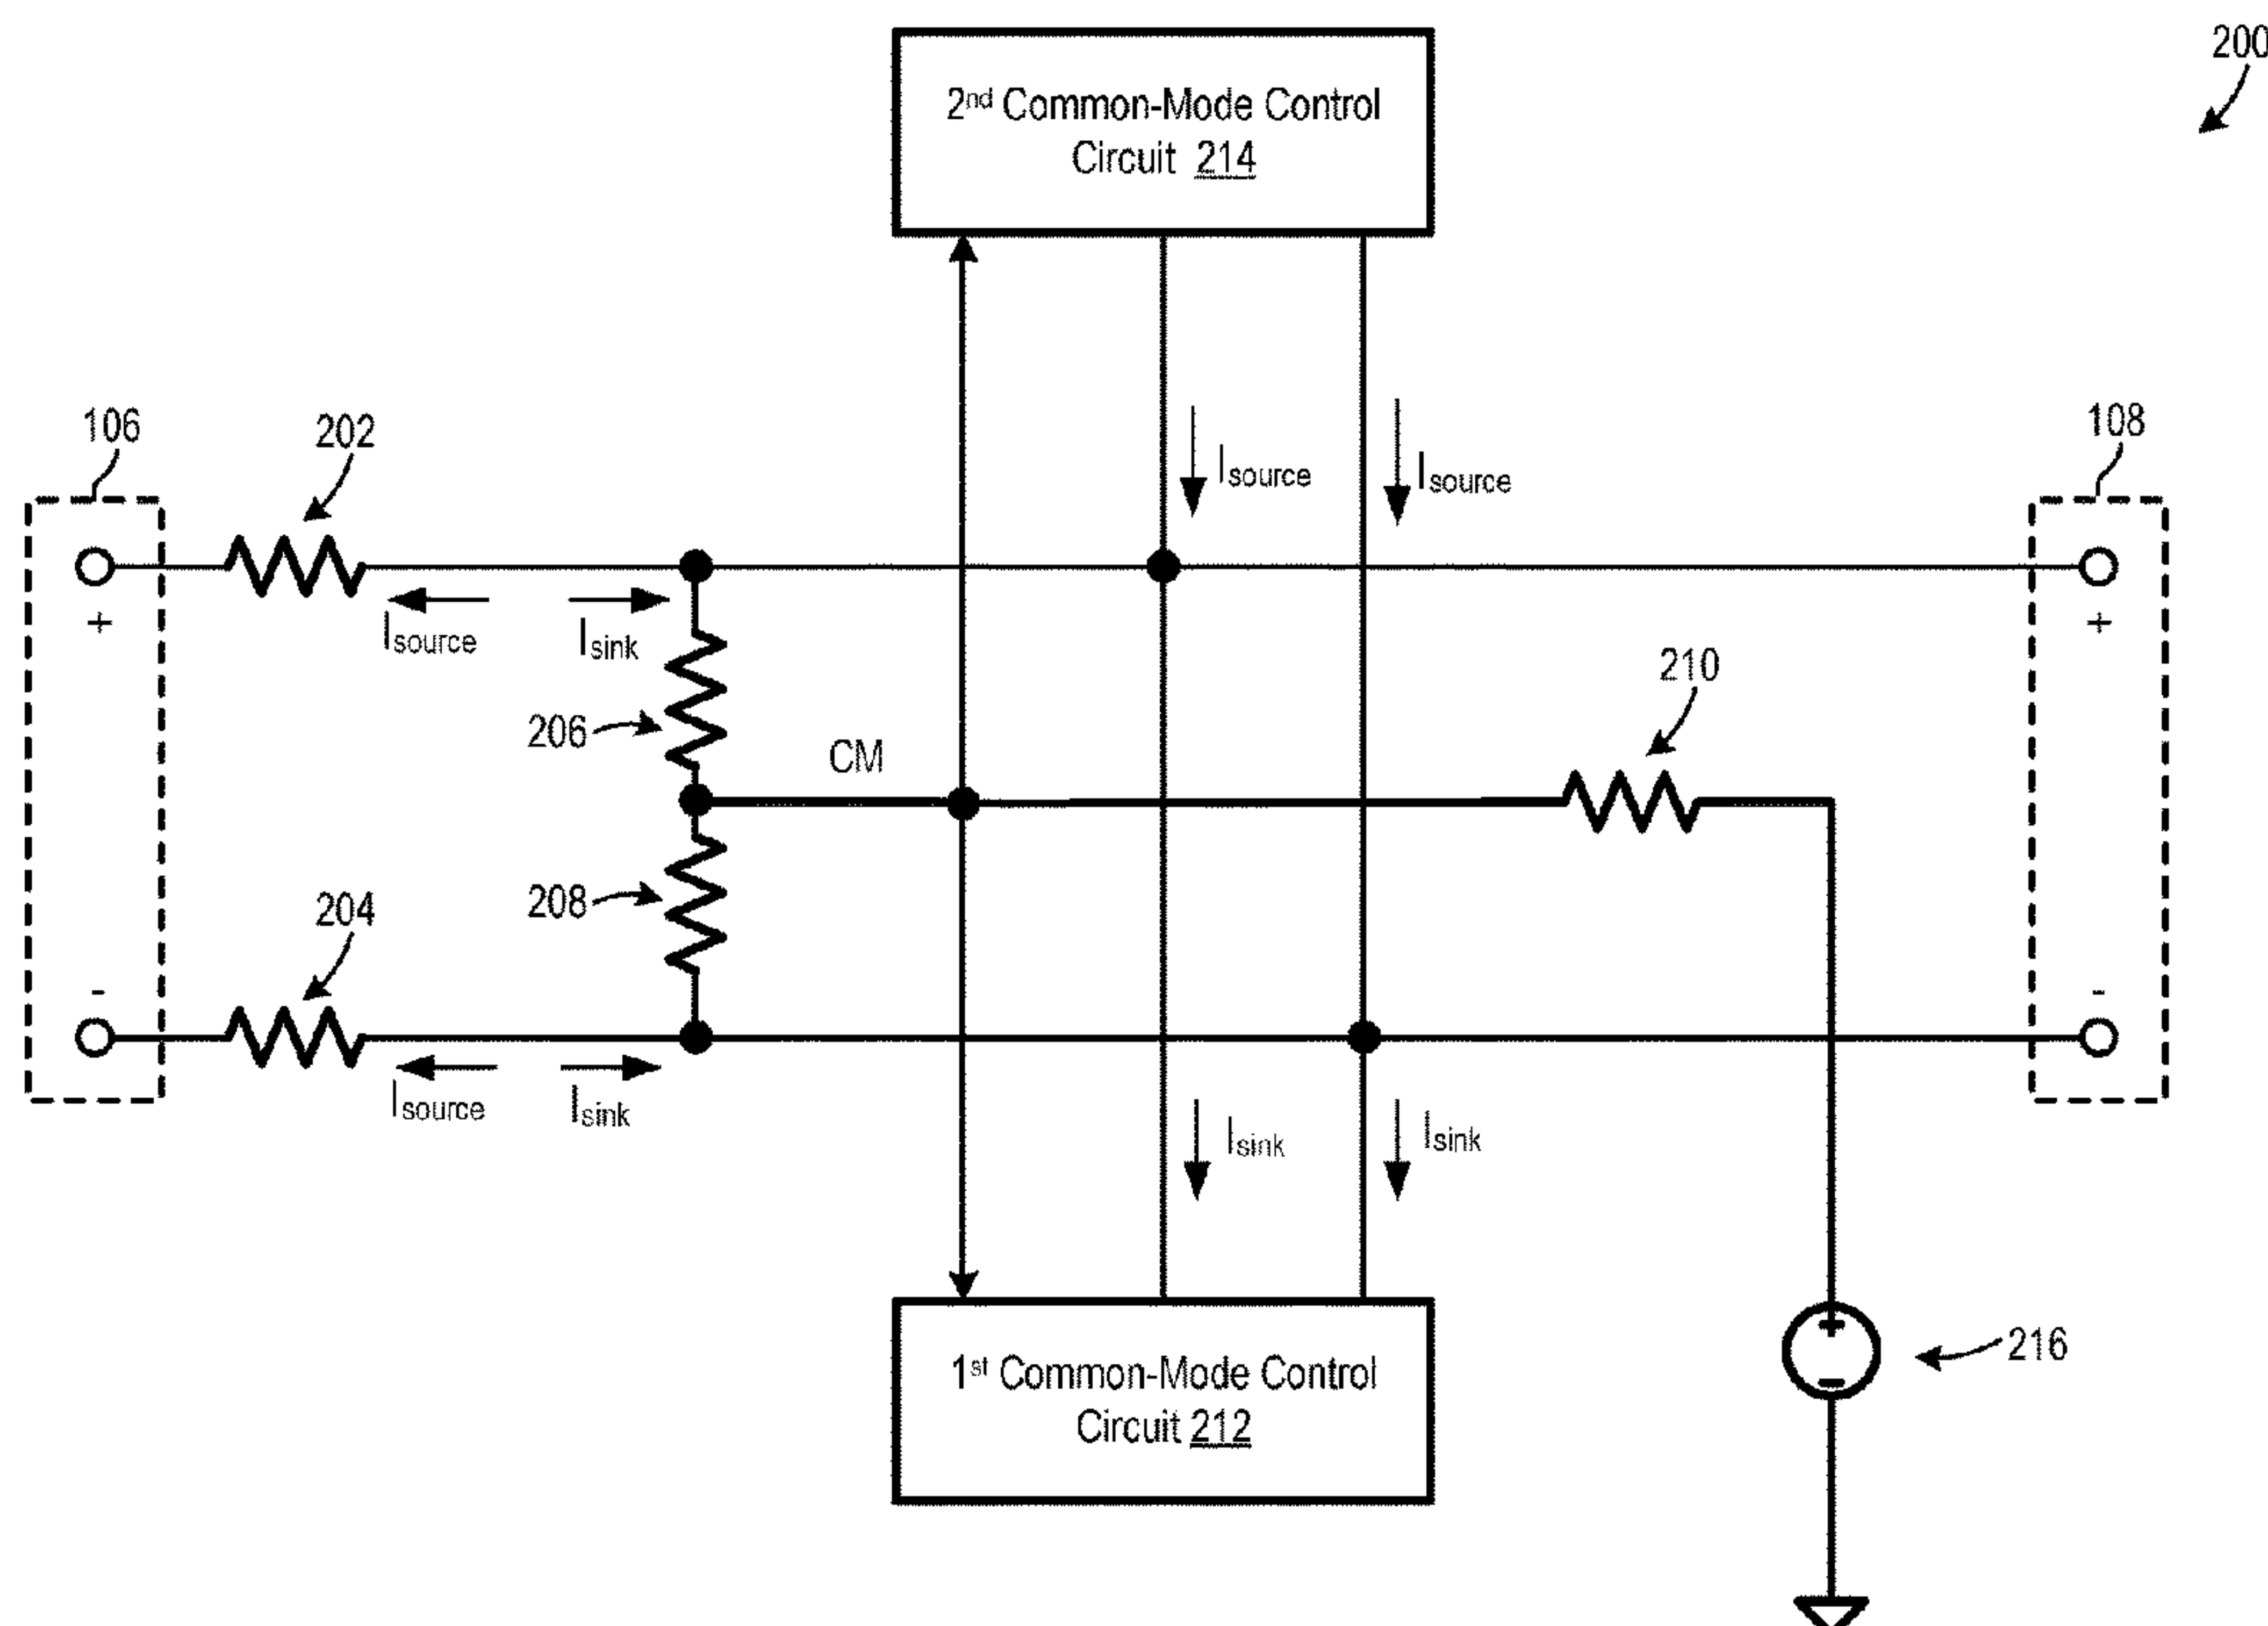 200
2nd Common-Mode Control
Circuit 214
106
202
108
Isource
Isource
+
Isource
Isink
+
210
206
CM
208
204
-
-
Isource
Isink
Isink
Isink
+
-
216
1st Common-Mode Control
Circuit 212